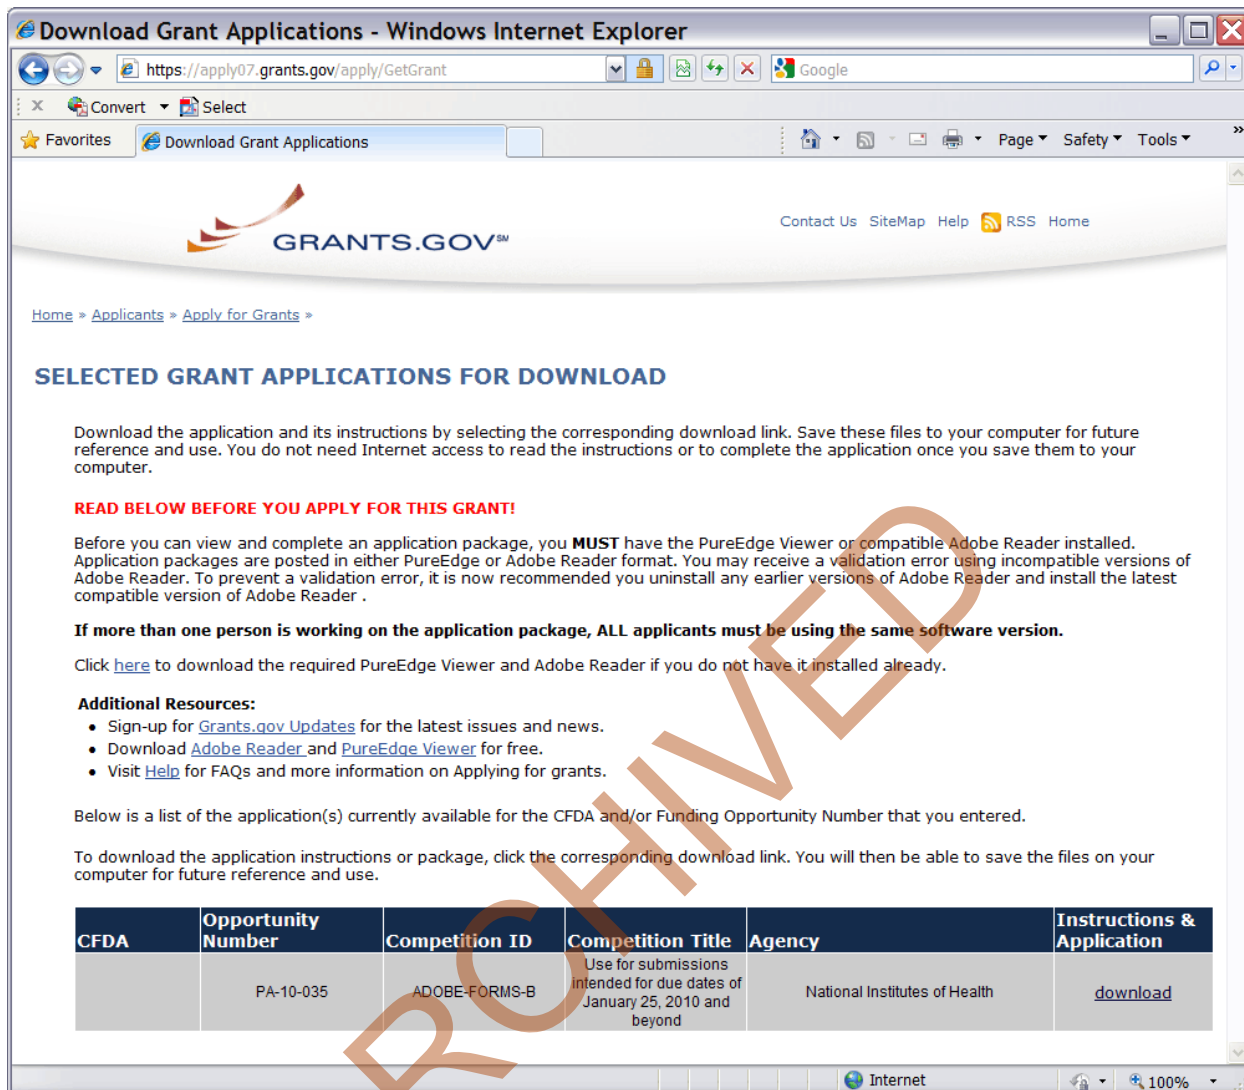 Download Grant Applications - Windows Internet Explorer
https://apply07.grants.gov/apply/GetGrant
Google
x Convert Select
Favorites Download Grant Applications Page Safety Tools »
GRANTS.GOV℠
Contact Us SiteMap Help RSS Home
Home » Applicants » Apply for Grants »
SELECTED GRANT APPLICATIONS FOR DOWNLOAD
Download the application and its instructions by selecting the corresponding download link. Save these files to your computer for future
reference and use. You do not need Internet access to read the instructions or to complete the application once you save them to your
computer.
READ BELOW BEFORE YOU APPLY FOR THIS GRANT!
Before you can view and complete an application package, you MUST have the PureEdge Viewer or compatible Adobe Reader installed.
Application packages are posted in either PureEdge or Adobe Reader format. You may receive a validation error using incompatible versions of
Adobe Reader. To prevent a validation error, it is now recommended you uninstall any earlier versions of Adobe Reader and install the latest
compatible version of Adobe Reader .
If more than one person is working on the application package, ALL applicants must be using the same software version.
Click here to download the required PureEdge Viewer and Adobe Reader if you do not have it installed already.
Additional Resources:
• Sign-up for Grants.gov Updates for the latest issues and news.
• Download Adobe Reader and PureEdge Viewer for free.
• Visit Help for FAQs and more information on Applying for grants.
Below is a list of the application(s) currently available for the CFDA and/or Funding Opportunity Number that you entered.
To download the application instructions or package, click the corresponding download link. You will then be able to save the files on your
computer for future reference and use.
CFDA Opportunity Number Competition ID Competition Title Agency Instructions & Application
PA-10-035 ADOBE-FORMS-B Use for submissions intended for due dates of January 25, 2010 and beyond National Institutes of Health download
RCHIVED
Internet 100%